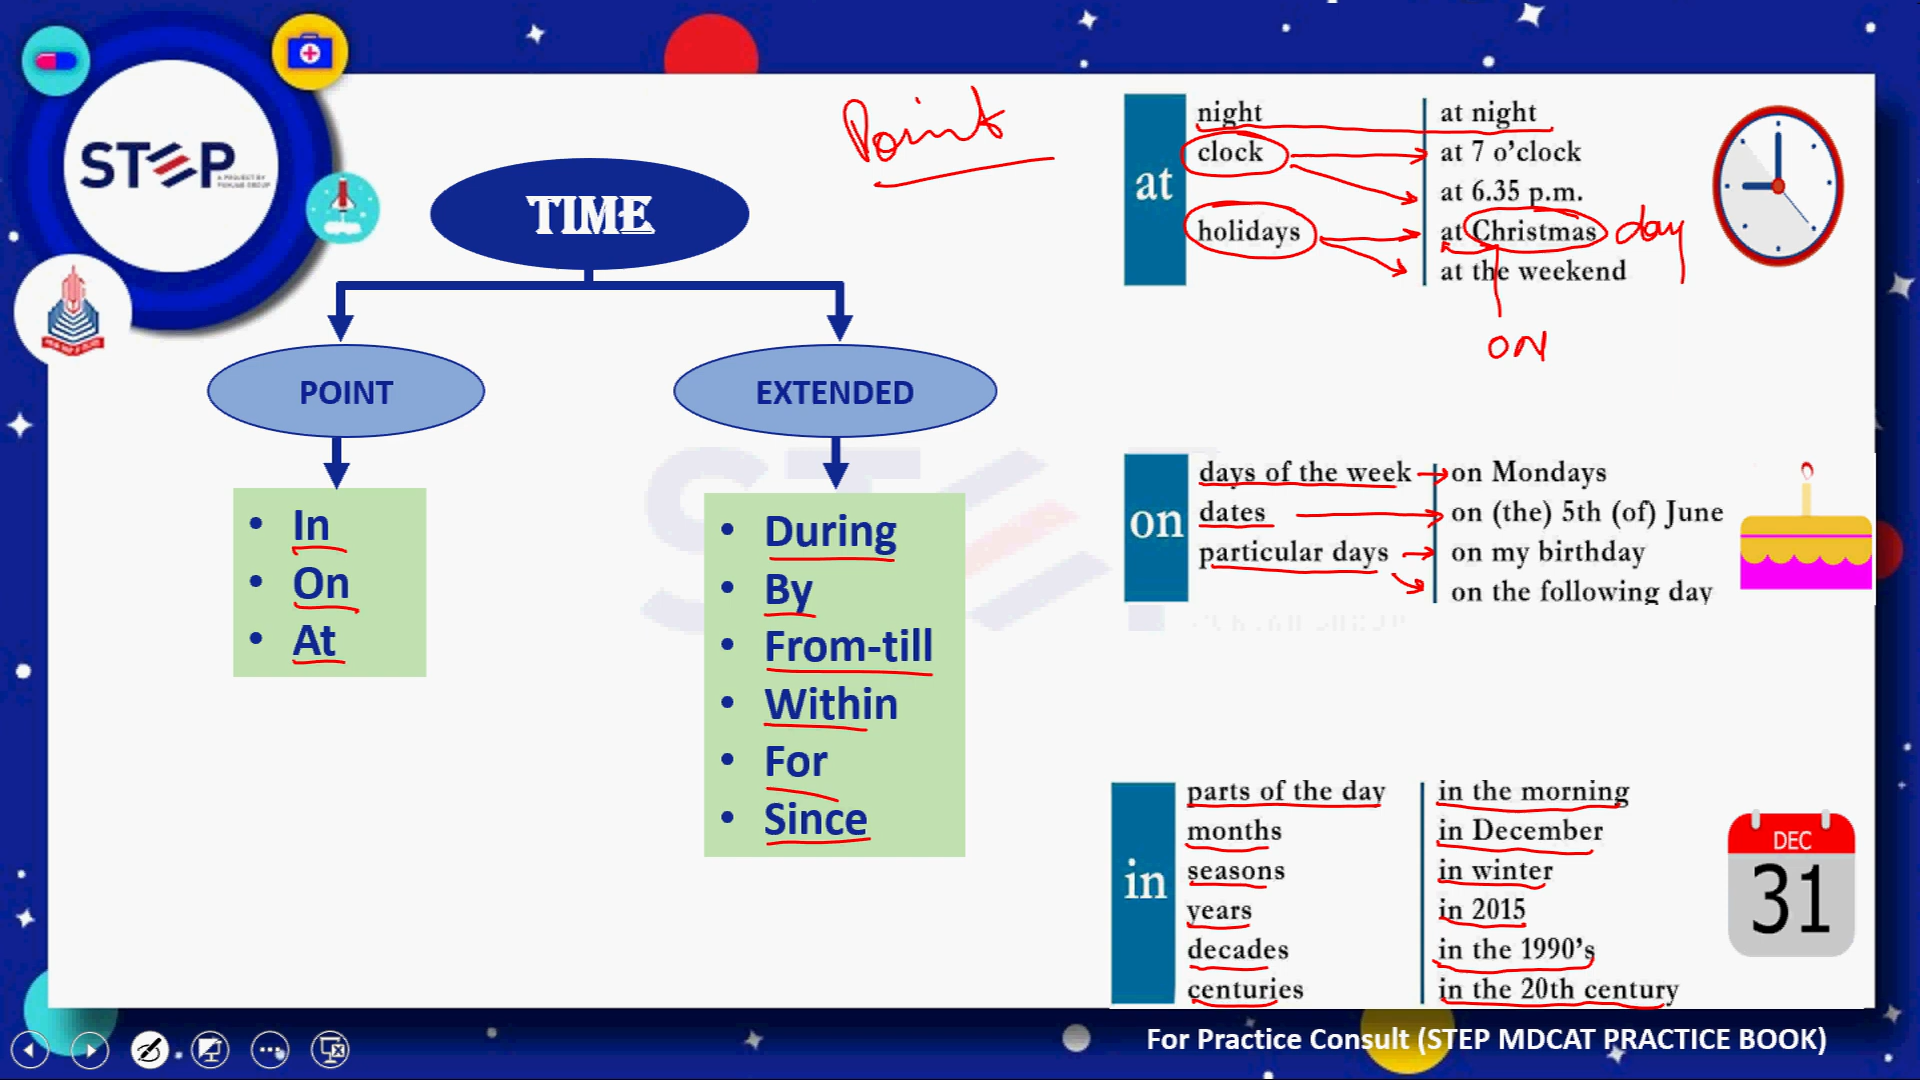 STEP
A PROJECT BY
PUNJAB GROUP
Point
TIME
POINT
EXTENDED
• In
• On
• At
• During
• By
• From-till
• Within
• For
• Since
at
night at night
clock at 7 o'clock
at 6.35 p.m.
holidays at Christmas day
at the weekend
ON
on
days of the week on Mondays
dates on (the) 5th (of) June
particular days on my birthday
on the following day
in
parts of the day in the morning
months in December
seasons in winter
years in 2015
decades in the 1990's
centuries in the 20th century
DEC
31
For Practice Consult (STEP MDCAT PRACTICE BOOK)